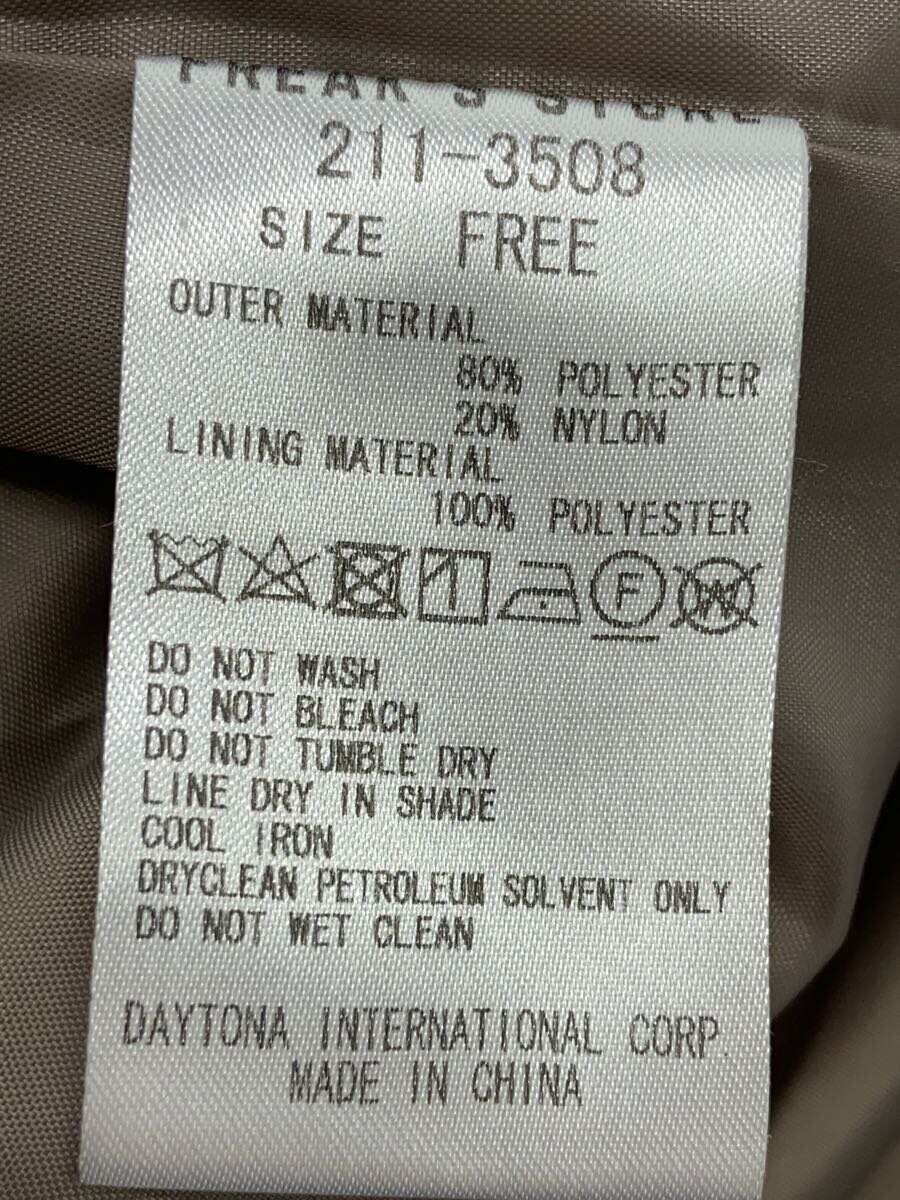 FREAK'S STORE
211-3508
SIZE FREE
OUTER MATERIAL
80% POLYESTER
20% NYLON
LINING MATERIAL
100% POLYESTER
F W
DO NOT WASH
DO NOT BLEACH
DO NOT TUMBLE DRY
LINE DRY IN SHADE
COOL IRON
DRYCLEAN PETROLEUM SOLVENT ONLY
DO NOT WET CLEAN
DAYTONA INTERNATIONAL CORP.
MADE IN CHINA